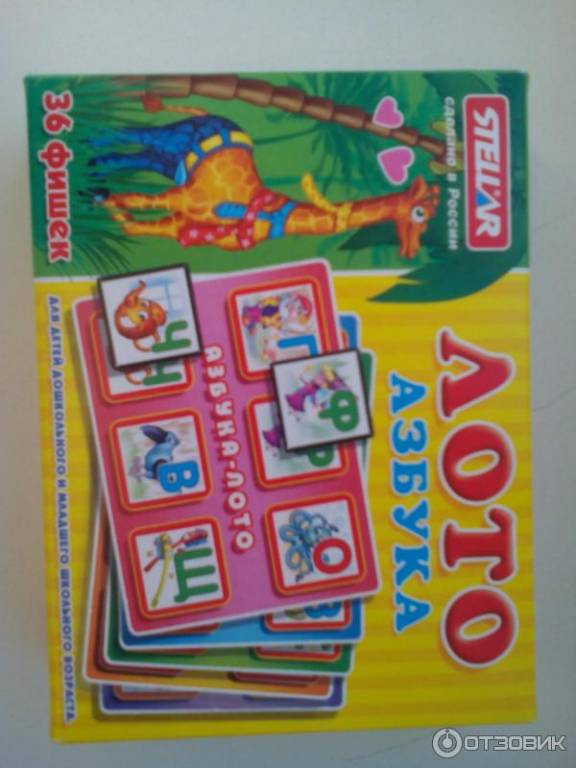 STELLAR
сделано в России
ЛОТО
АЗБУКА
П Ф О
АЗБУКА-ЛОТО
Ч В Щ
36 фишек
ДЛЯ ДЕТЕЙ ДОШКОЛЬНОГО И МЛАДШЕГО ШКОЛЬНОГО ВОЗРАСТА
ОТЗОВИК